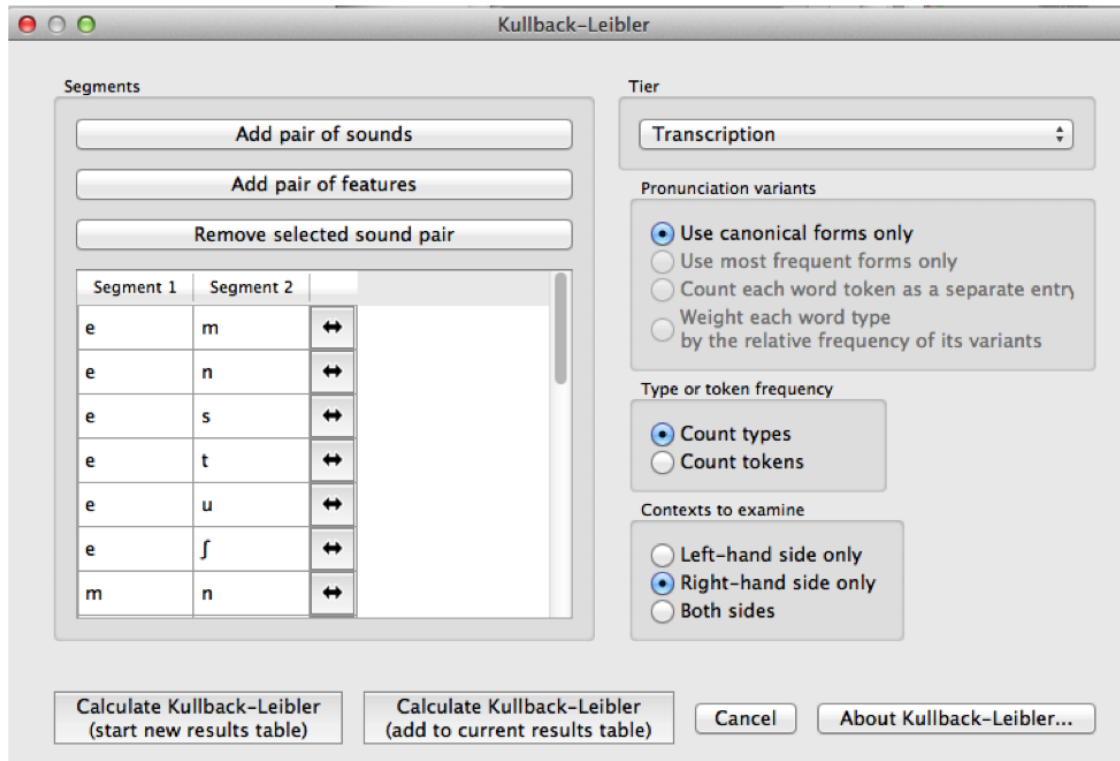 Kullback-Leibler
Segments
Add pair of sounds
Add pair of features
Remove selected sound pair
Segment 1 Segment 2
e m ↔
e n ↔
e s ↔
e t ↔
e u ↔
e ʃ ↔
m n ↔
Tier
Transcription
Pronunciation variants
Use canonical forms only
Use most frequent forms only
Count each word token as a separate entry
Weight each word type
by the relative frequency of its variants
Type or token frequency
Count types
Count tokens
Contexts to examine
Left-hand side only
Right-hand side only
Both sides
Calculate Kullback-Leibler
(start new results table)
Calculate Kullback-Leibler
(add to current results table)
Cancel
About Kullback-Leibler...